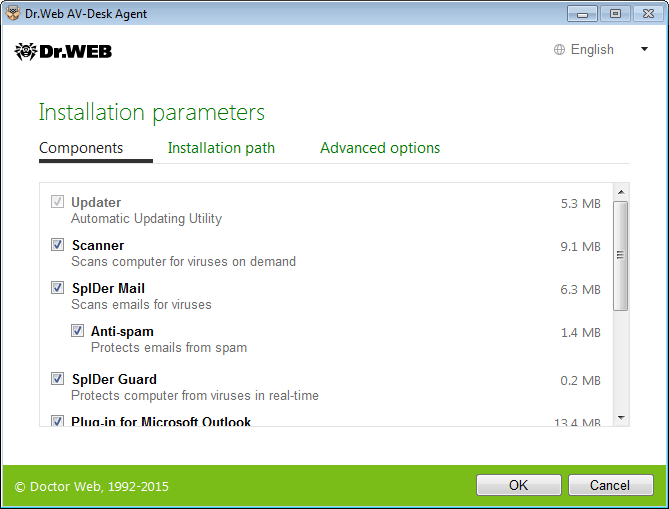 Dr.Web AV-Desk Agent
Dr.WEB
English
Installation parameters
Components Installation path Advanced options
Updater 5.3 MB
Automatic Updating Utility
Scanner 9.1 MB
Scans computer for viruses on demand
SpIDer Mail 6.3 MB
Scans emails for viruses
Anti-spam 1.4 MB
Protects emails from spam
SpIDer Guard 0.2 MB
Protects computer from viruses in real-time
Plug-in for Microsoft Outlook 13.4 MB
© Doctor Web, 1992-2015
OK Cancel